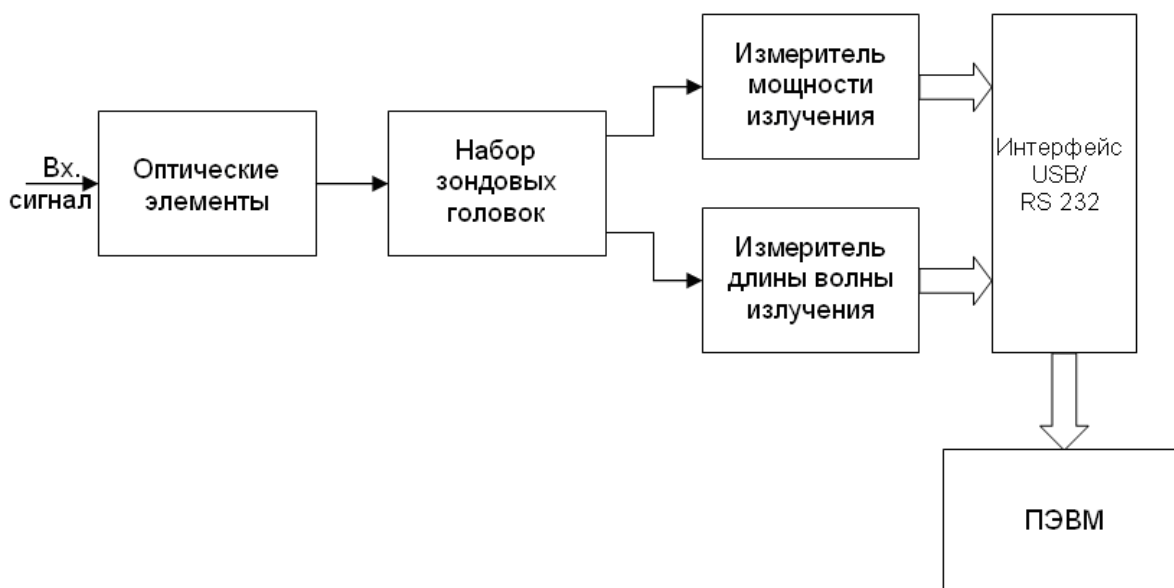 Вх.
сигнал
Оптические
элементы
Набор
зондовых
головок
Измеритель
мощности
излучения
Измеритель
длины волны
излучения
Интерфейс
USB/
RS 232
ПЭВМ